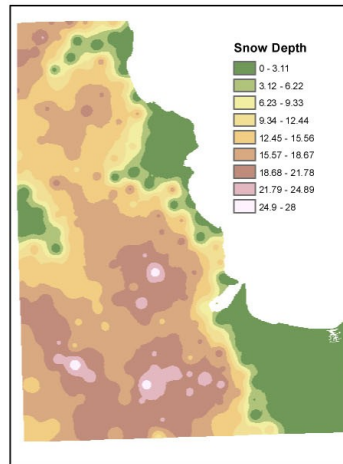 Snow Depth
0 - 3.11
3.12 - 6.22
6.23 - 9.33
9.34 - 12.44
12.45 - 15.56
15.57 - 18.67
18.68 - 21.78
21.79 - 24.89
24.9 - 28